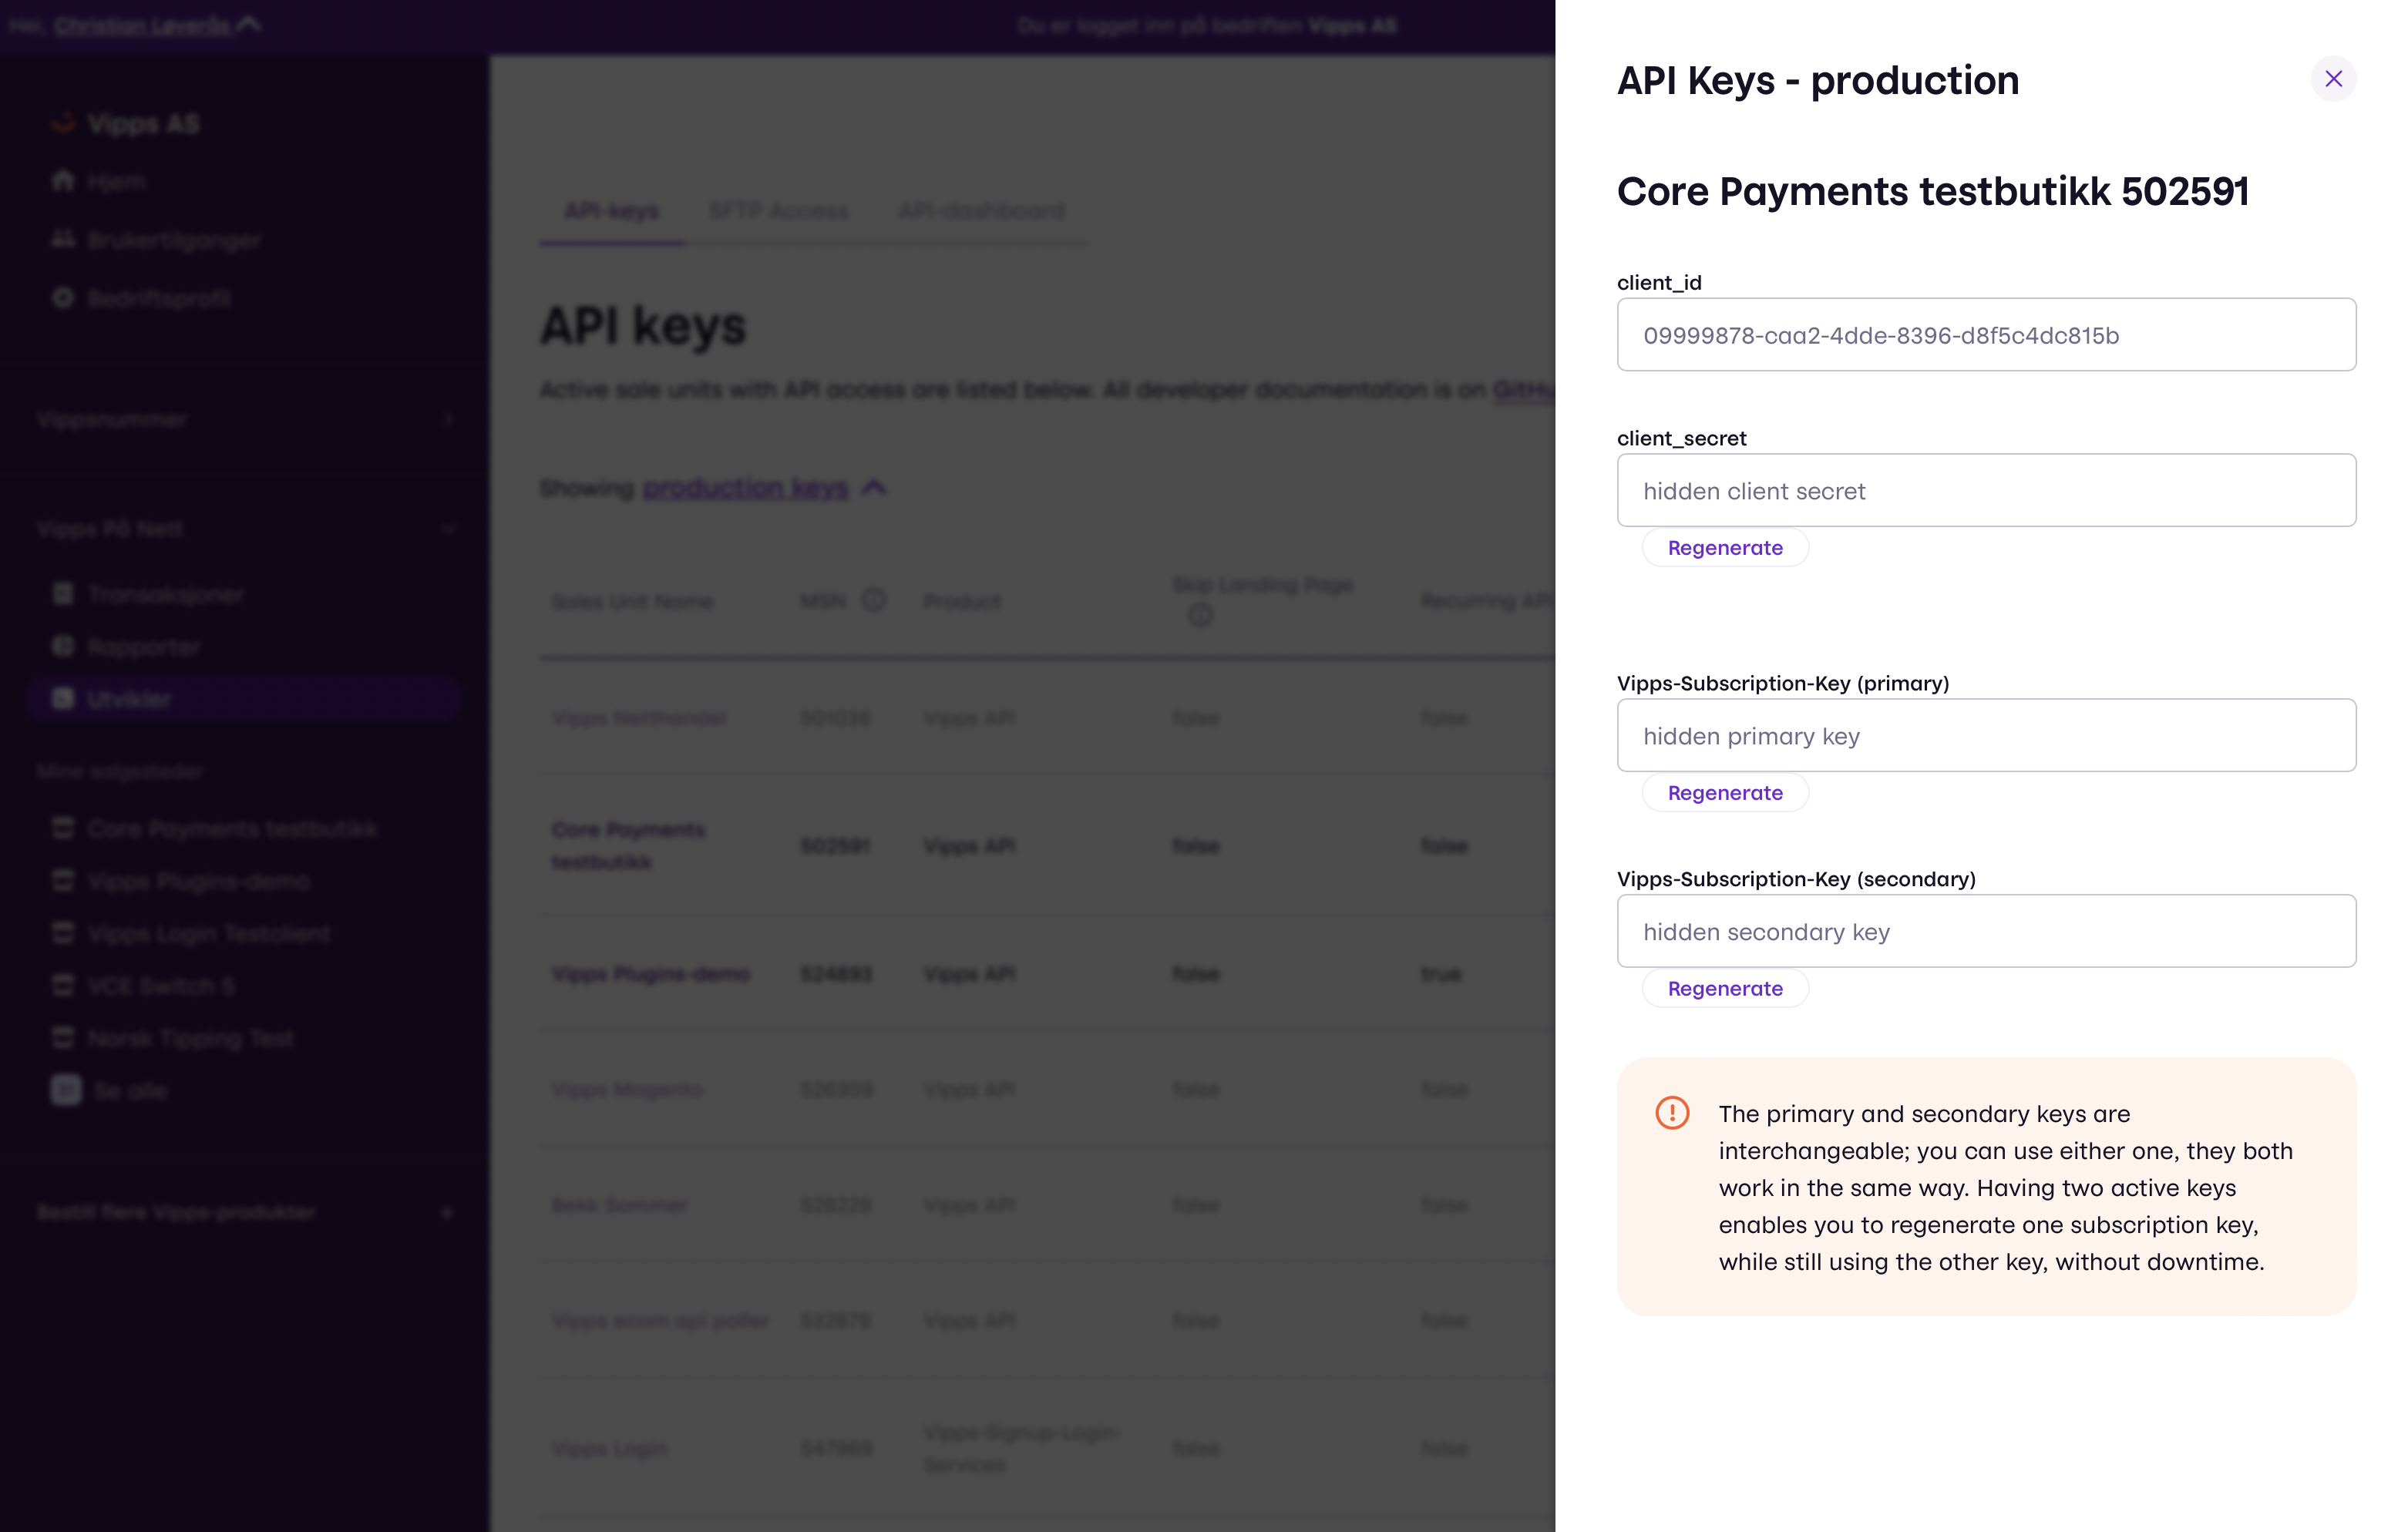 Hei, Christian Løverås
Du er logget inn på bedriften Vipps AS
Vipps AS
Hjem
Brukertilganger
Bedriftsprofil
Vippsnummer
Vipps På Nett
Transaksjoner
Rapporter
Utvikler
Mine salgssteder
Core Payments testbutikk
Vipps Plugins-demo
Vipps Login Testclient
VCE Switch 5
Norsk Tipping Test
Se alle
Bestill flere Vipps-produkter
API-keys SFTP Access API-dashboard
API keys
Active sale units with API access are listed below. All developer documentation is on
Showing production keys
Sales Unit Name MSN Product Skip Landing Page Recurring API
Vipps Netthandel 501036 Vipps API false false
Core Payments
testbutikk 502591 Vipps API false false
Vipps Plugins-demo 524893 Vipps API false true
Vipps Magento 526309 Vipps API false false
Bekk Sommer 528229 Vipps API false false
Vipps ecom api poller 532879 Vipps API false false
Vipps Login 547969 Vipps-Signup-Login-
Services false false
API Keys - production
Core Payments testbutikk 502591
client_id
09999878-caa2-4dde-8396-d8f5c4dc815b
client_secret
hidden client secret
Regenerate
Vipps-Subscription-Key (primary)
hidden primary key
Regenerate
Vipps-Subscription-Key (secondary)
hidden secondary key
Regenerate
The primary and secondary keys are
interchangeable; you can use either one, they both
work in the same way. Having two active keys
enables you to regenerate one subscription key,
while still using the other key, without downtime.